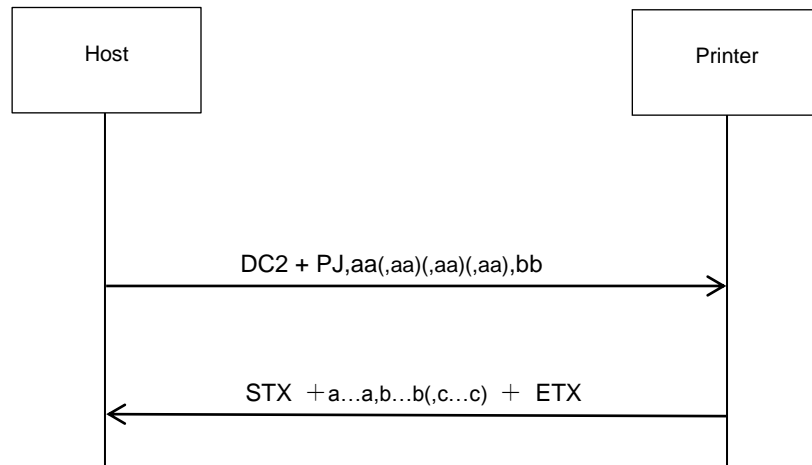 Host
Printer
DC2 + PJ,aa(,aa)(,aa)(,aa),bb
STX ＋a…a,b…b(,c…c) ＋ ETX